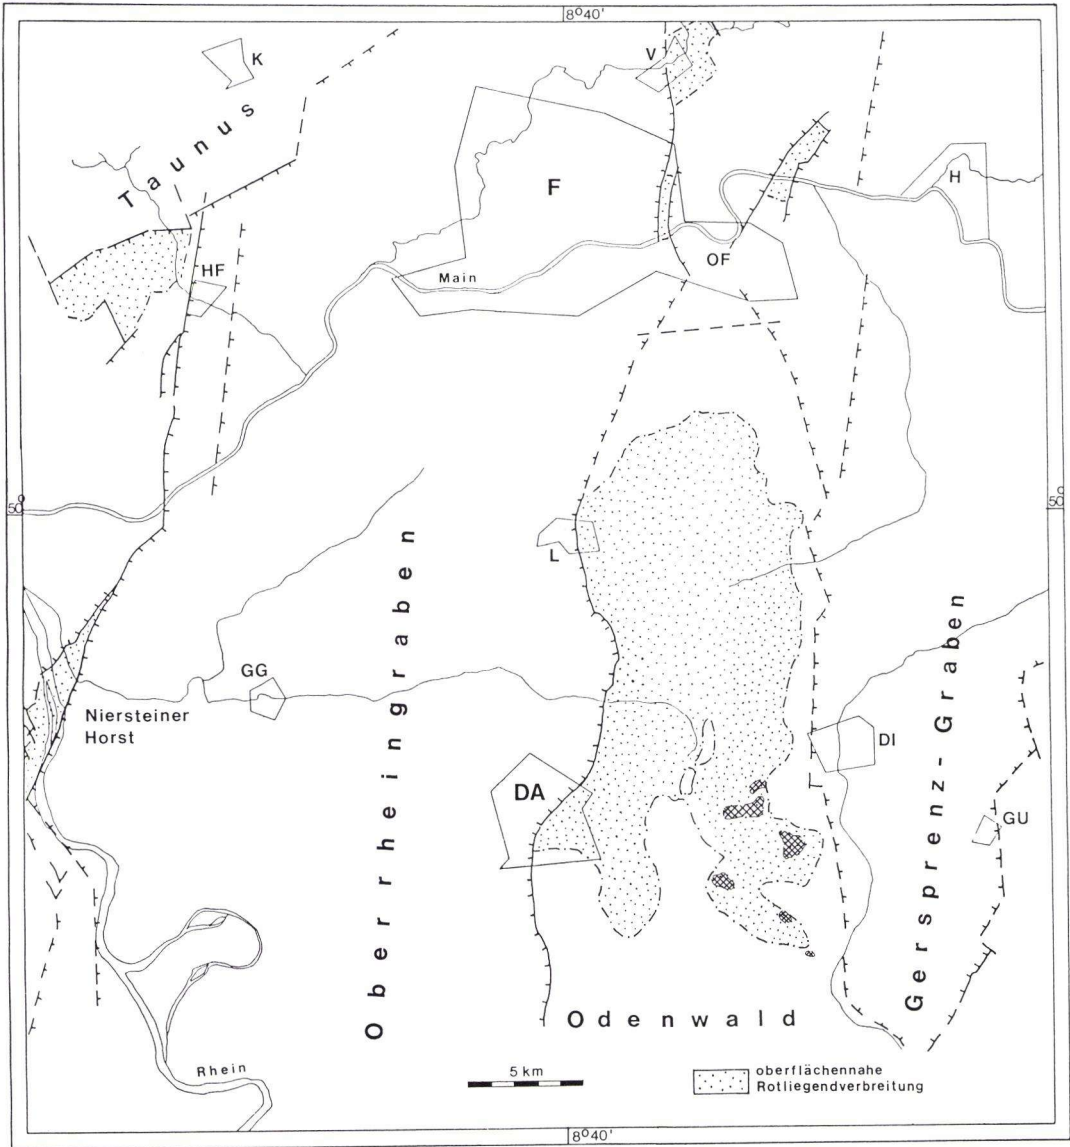 8°40'
K
V
Taunus
F
H
HF
Main
OF
50°
50°
L
Oberrheingraben
GG
Niersteiner
Horst
DA
DI
GU
Gersprenz-Graben
Odenwald
Rhein
5 km
oberflächennahe
Rotliegendverbreitung
8°40'